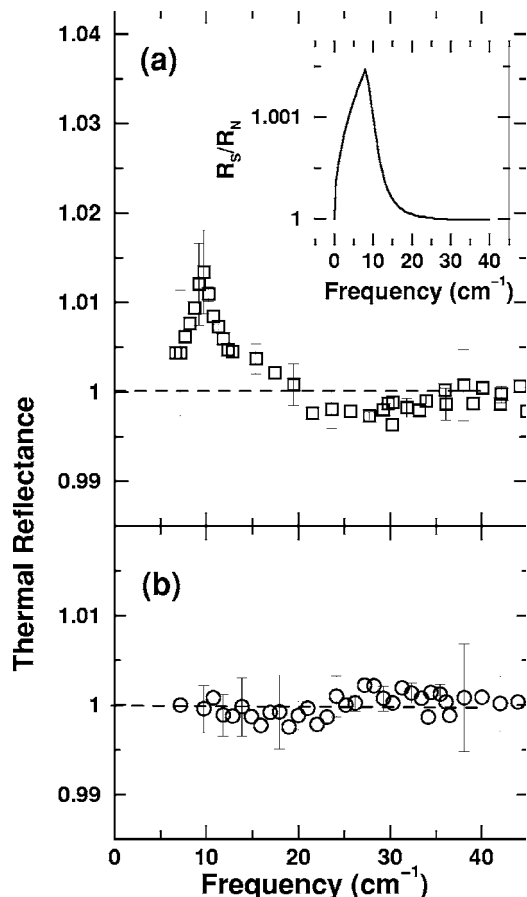 1.04
(a)
1.03
R_S/R_N
1.001
1
0 10 20 30 40
Frequency (cm⁻¹)
1.02
1.01
1
0.99
Thermal Reflectance
(b)
1.01
1
0.99
0 10 20 30 40
Frequency (cm⁻¹)